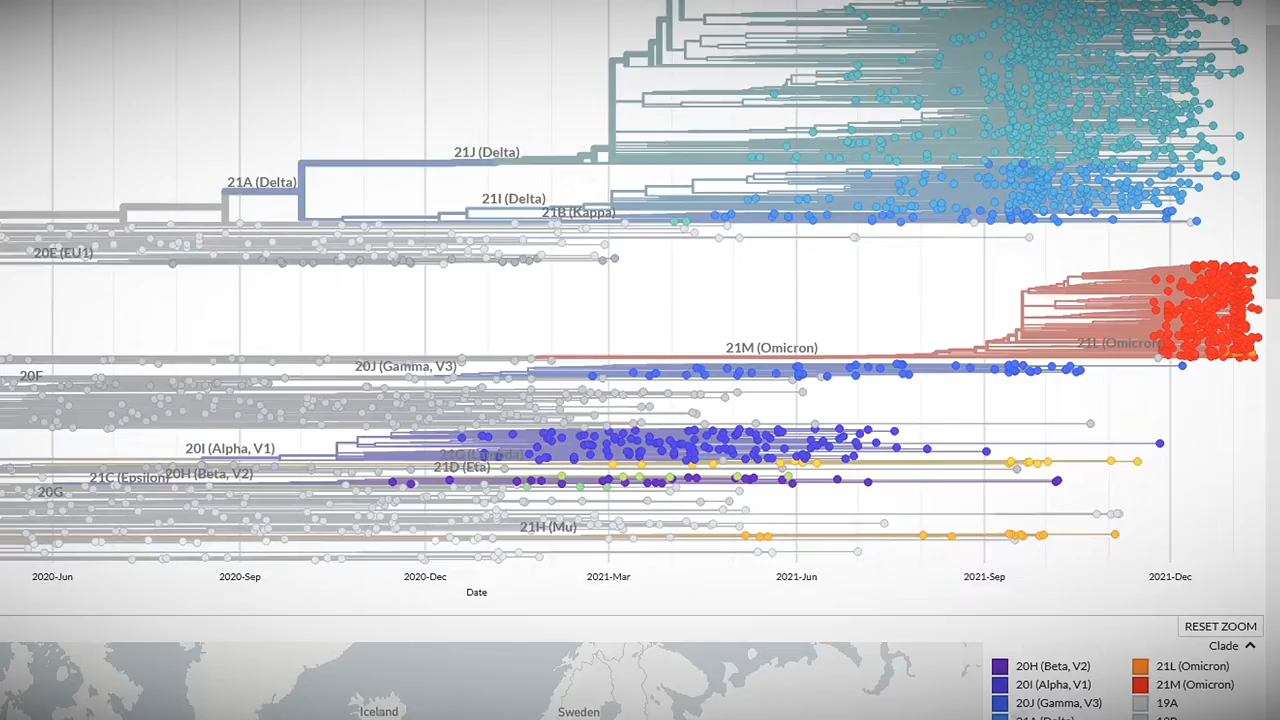 21J (Delta)
21A (Delta)
21I (Delta)
21B (Kappa)
20E (EU1)
21L (Omicron)
21M (Omicron)
20J (Gamma, V3)
20F
20I (Alpha, V1)
21G (Lambda)
21D (Eta)
21C (Epsilon)
20H (Beta, V2)
20G
21H (Mu)
2020-Jun 2020-Sep 2020-Dec 2021-Mar 2021-Jun 2021-Sep 2021-Dec
Date
RESET ZOOM
Clade
20H (Beta, V2) 21L (Omicron)
20I (Alpha, V1) 21M (Omicron)
20J (Gamma, V3) 19A
Iceland Sweden